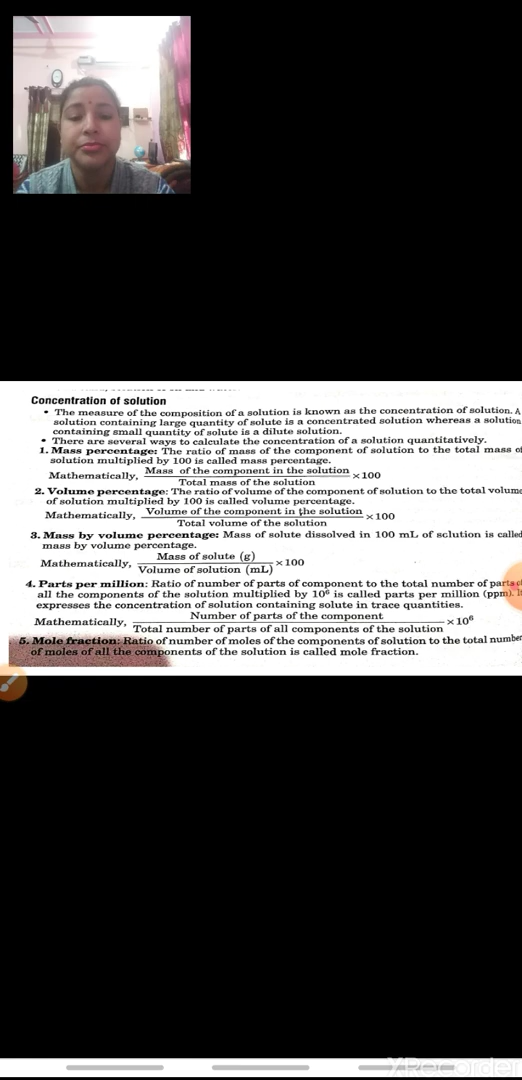 Concentration of solution
• The measure of the composition of a solution is known as the concentration of solution. A
solution containing large quantity of solute is a concentrated solution whereas a solution
containing small quantity of solute is a dilute solution.
• There are several ways to calculate the concentration of a solution quantitatively.
1. Mass percentage: The ratio of mass of the component of solution to the total mass of
solution multiplied by 100 is called mass percentage.
Mathematically, Mass of the component in the solution / Total mass of the solution ×100
2. Volume percentage: The ratio of volume of the component of solution to the total volume
of solution multiplied by 100 is called volume percentage.
Mathematically, Volume of the component in the solution / Total volume of the solution ×100
3. Mass by volume percentage: Mass of solute dissolved in 100 mL of solution is called
mass by volume percentage.
Mathematically, Mass of solute (g) / Volume of solution (mL) ×100
4. Parts per million: Ratio of number of parts of component to the total number of parts of
all the components of the solution multiplied by 10⁶ is called parts per million (ppm). It
expresses the concentration of solution containing solute in trace quantities.
Mathematically, Number of parts of the component / Total number of parts of all components of the solution ×10⁶
5. Mole fraction: Ratio of number of moles of the components of solution to the total number
of moles of all the components of the solution is called mole fraction.
XRecorder